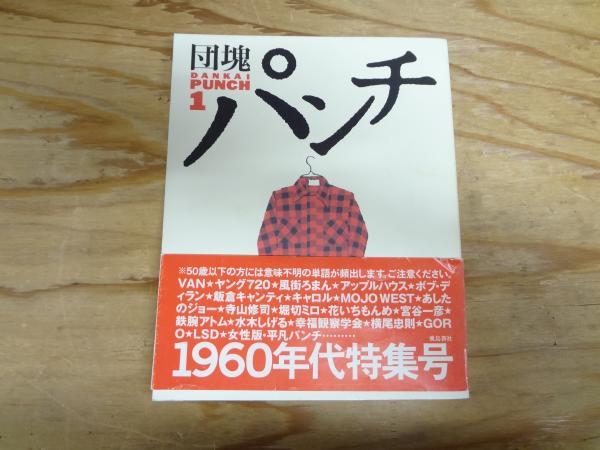 団塊
DANKAI
PUNCH
1
パンチ
※50歳以下の方には意味不明の単語が頻出します。ご注意ください。
VAN★ヤング720★風街ろまん★アップルハウス★ボブ・デ
ィラン★飯倉キャンティ★キャロル★MOJO WEST★あした
のジョー★寺山修司★堀切ミロ★花いちもんめ★宮谷一彦★
鉄腕アトム★水木しげる★幸福観察学会★横尾忠則★GOR
O★LSD★女性版・平凡パンチ………
飛鳥新社
1960年代特集号